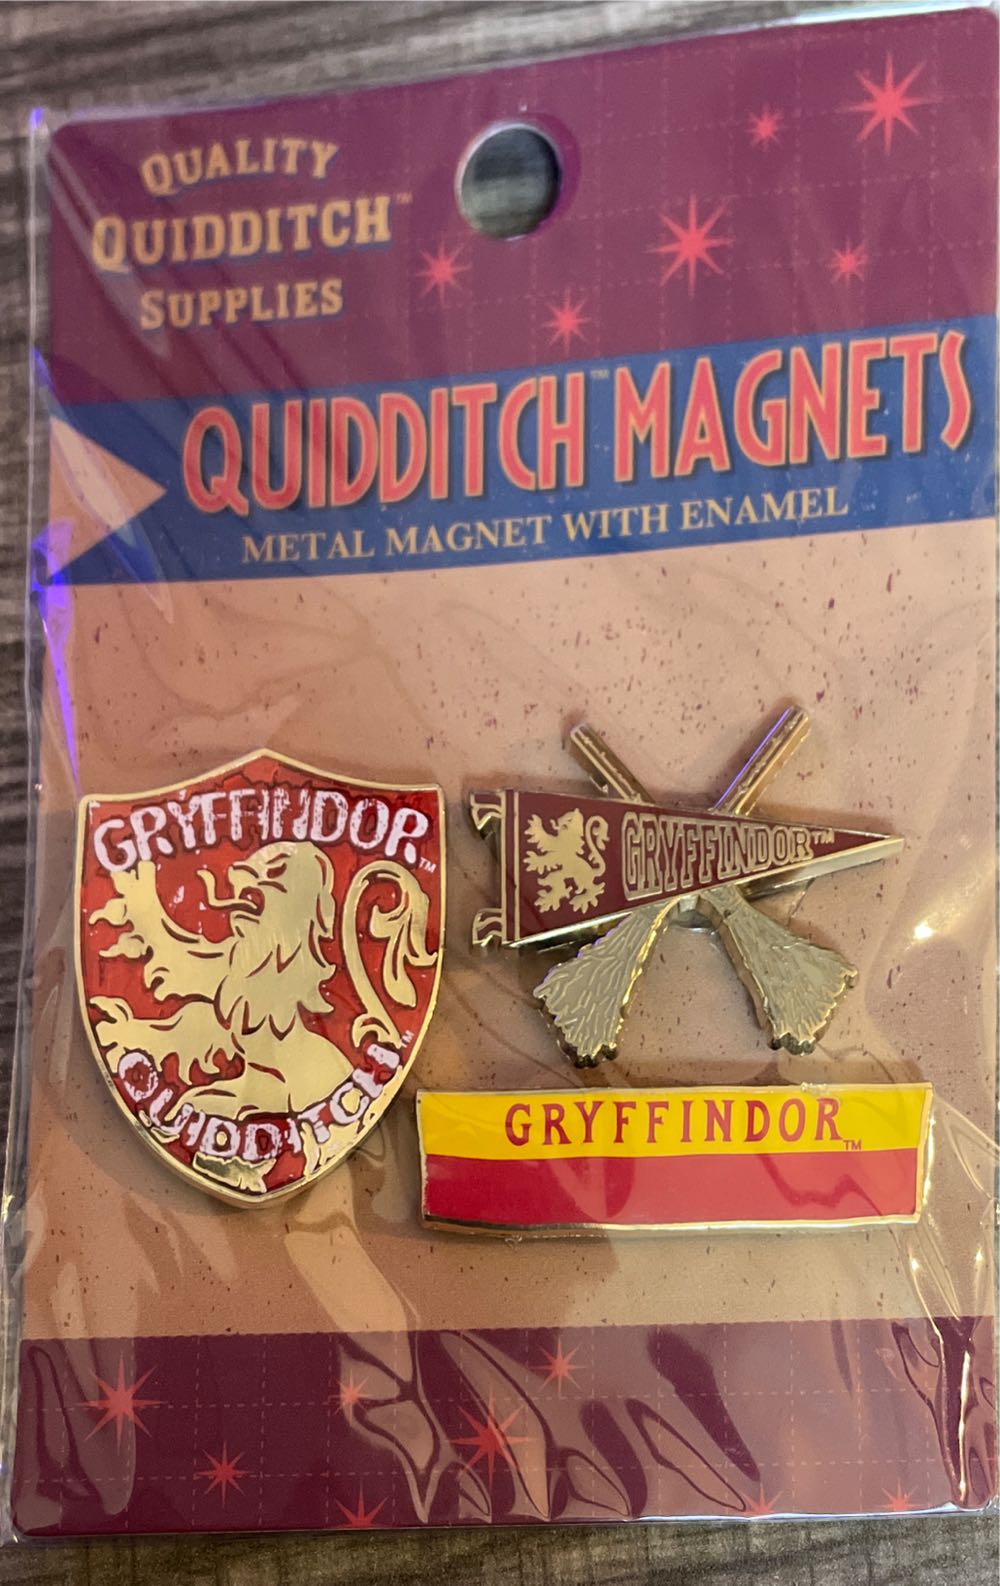 QUALITY
QUIDDITCH™
SUPPLIES
QUIDDITCH™ MAGNETS
METAL MAGNET WITH ENAMEL
GRYFFINDOR™
QUIDDITCH™
GRYFFINDOR™
GRYFFINDOR™